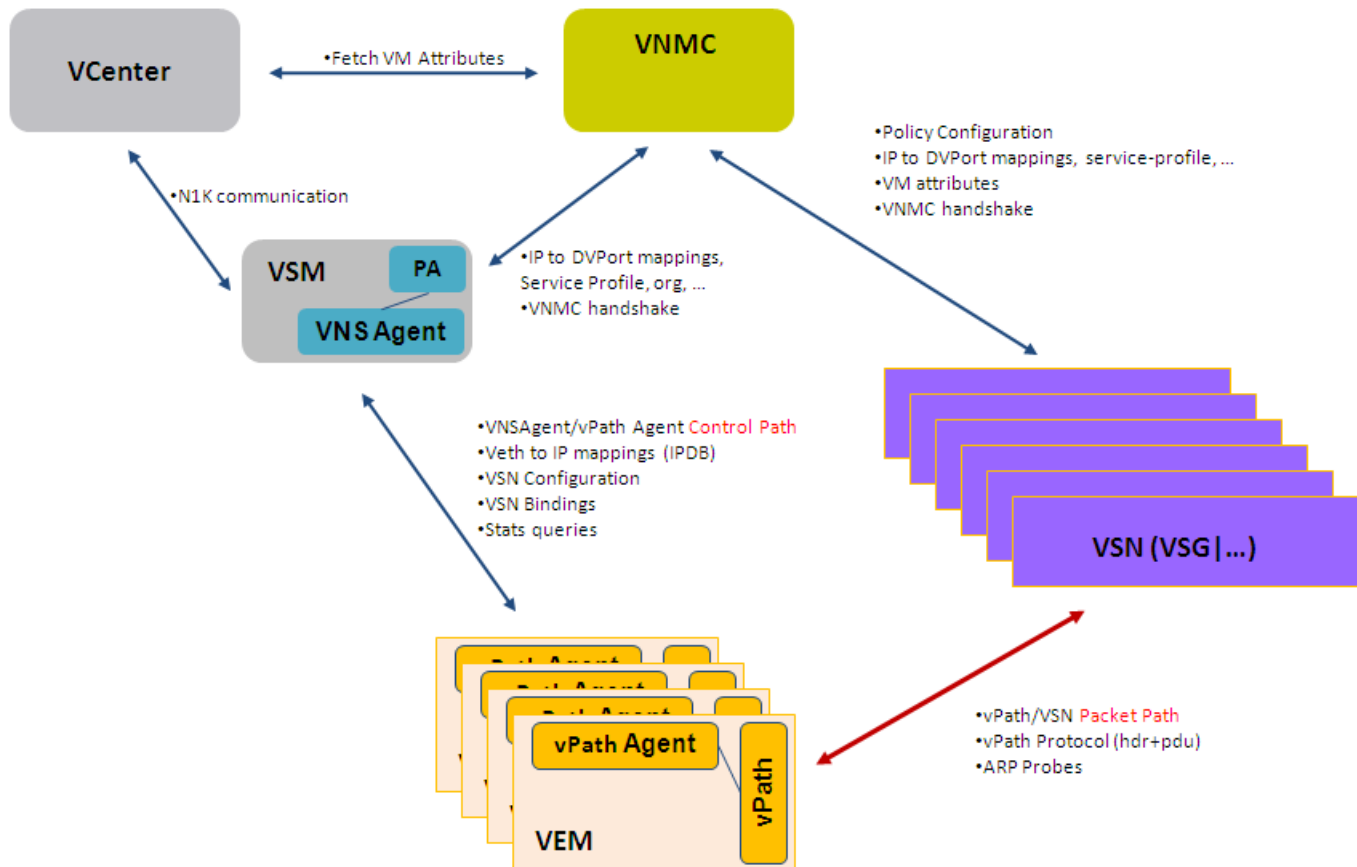 VCenter
•Fetch VM Attributes
VNMC
•Policy Configuration
•IP to DVPort mappings, service-profile, ...
•VM attributes
•VNMC handshake
•N1K communication
VSM
PA
VNS Agent
•IP to DVPort mappings,
Service Profile, org, ...
•VNMC handshake
•VNSAgent/vPath Agent Control Path
•Veth to IP mappings (IPDB)
•VSN Configuration
•VSN Bindings
•Stats queries
VSN (VSG|...)
vPath Agent
vPath
VEM
•vPath/VSN Packet Path
•vPath Protocol (hdr+pdu)
•ARP Probes